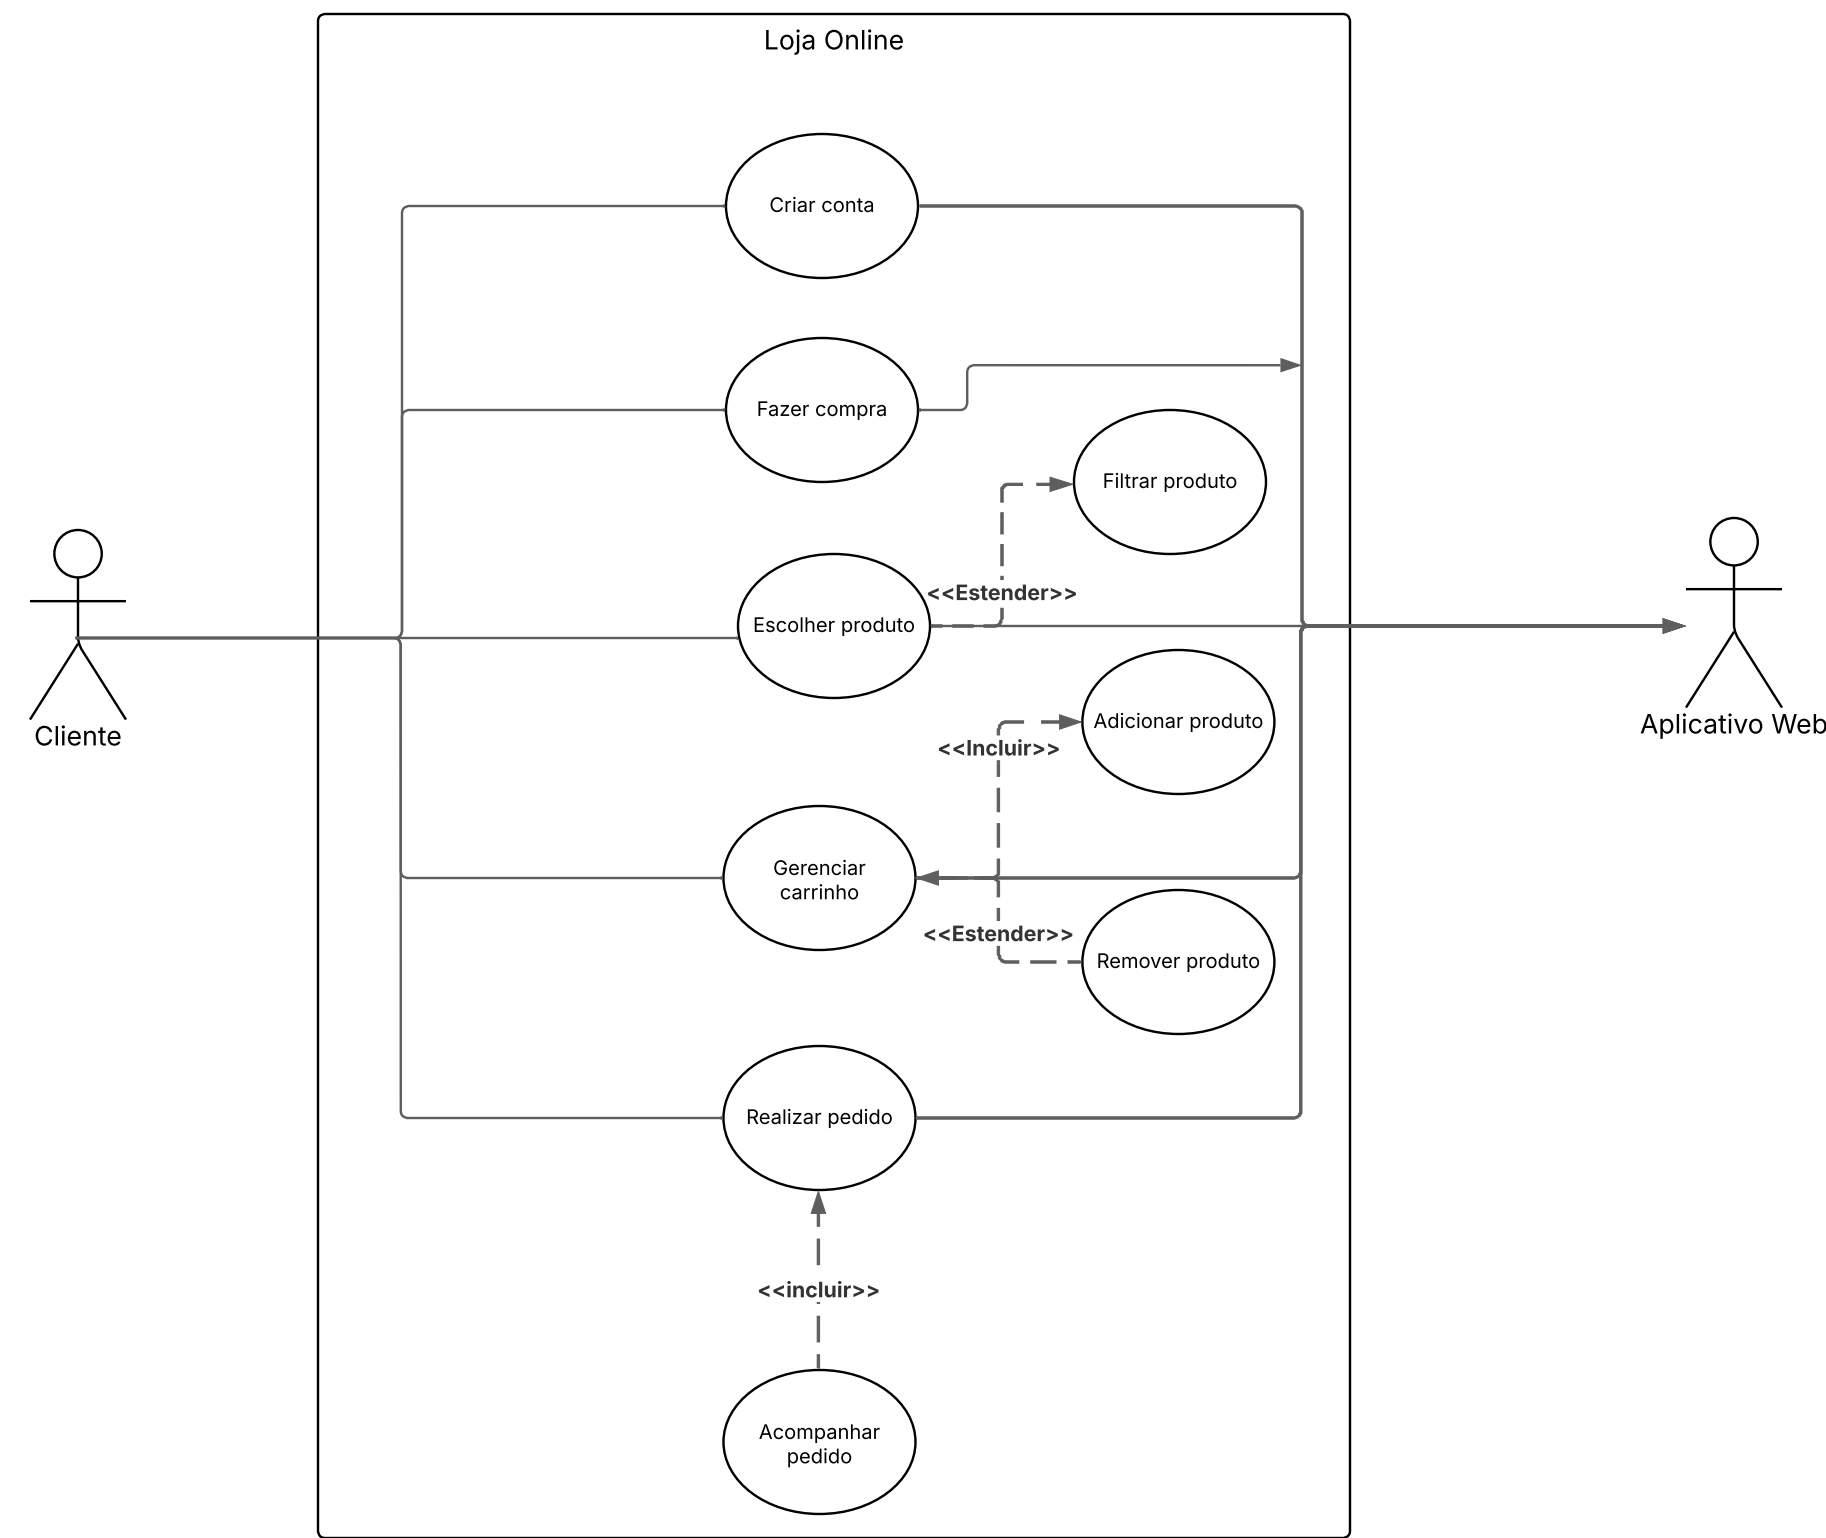 Loja Online
Criar conta
Fazer compra
Filtrar produto
<<Estender>>
Escolher produto
Cliente
Aplicativo Web
Adicionar produto
<<Incluir>>
Gerenciar
carrinho
<<Estender>>
Remover produto
Realizar pedido
<<incluir>>
Acompanhar
pedido